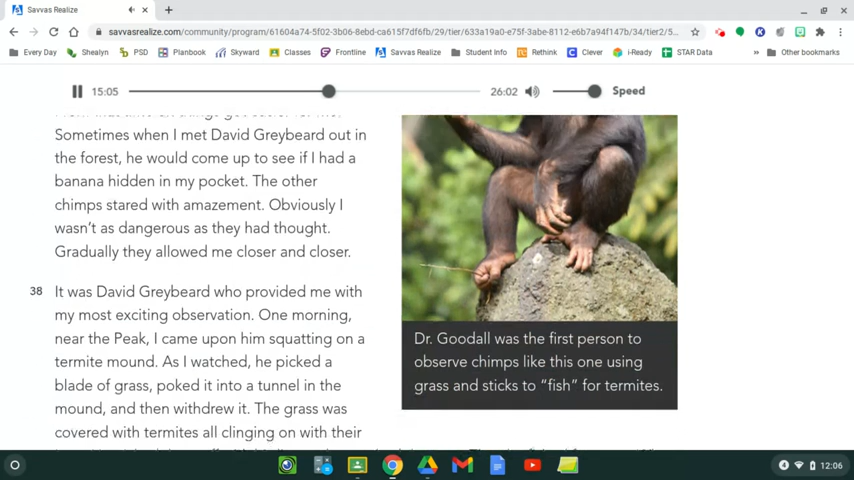 Savvas Realize
savvasrealize.com/community/program/61604a74-5f02-3b06-8ebd-ca615f7df6fb/29/tier/633a19a0-e75f-3abe-8112-e6b7a94f147b/34/tier2/5...
Every Day
Shealyn
PSD
Planbook
Skyward
Classes
Frontline
Savvas Realize
Student Info
Rethink
Clever
i-Ready
STAR Data
Other bookmarks
15:05
26:02
Speed
Sometimes when I met David Greybeard out in
the forest, he would come up to see if I had a
banana hidden in my pocket. The other
chimps stared with amazement. Obviously I
wasn't as dangerous as they had thought.
Gradually they allowed me closer and closer.
38 It was David Greybeard who provided me with
my most exciting observation. One morning,
near the Peak, I came upon him squatting on a
termite mound. As I watched, he picked a
blade of grass, poked it into a tunnel in the
mound, and then withdrew it. The grass was
covered with termites all clinging on with their
Dr. Goodall was the first person to
observe chimps like this one using
grass and sticks to “fish” for termites.
4
12:06